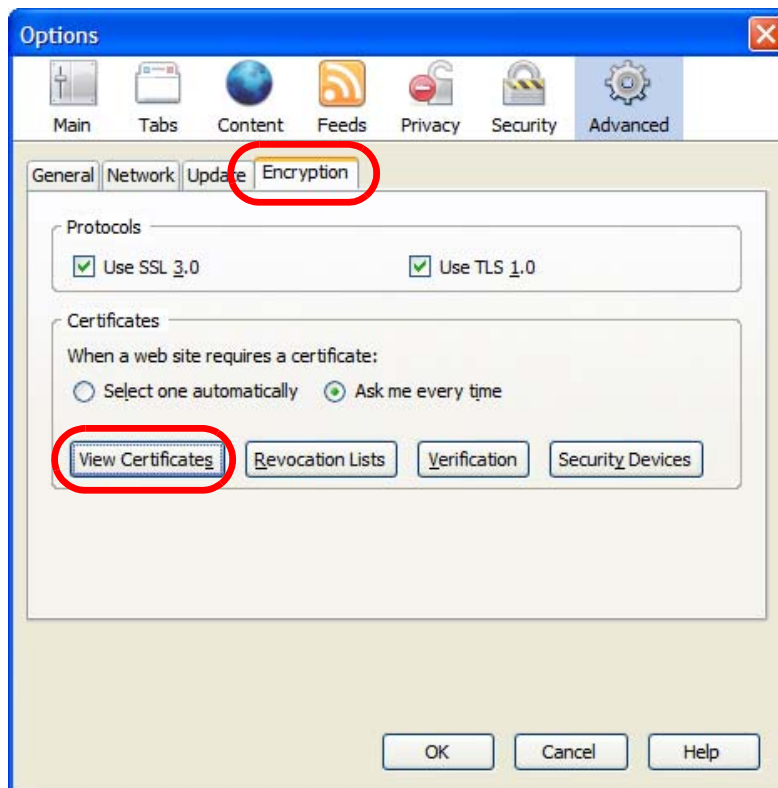 Options
Main Tabs Content Feeds Privacy Security Advanced
General Network Update Encryption
Protocols
Use SSL 3.0 Use TLS 1.0
Certificates
When a web site requires a certificate:
Select one automatically Ask me every time
View Certificates Revocation Lists Verification Security Devices
OK Cancel Help